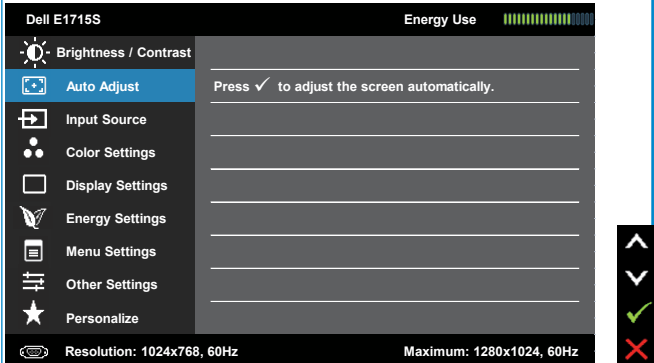 Dell E1715S Energy Use
Brightness / Contrast
Auto Adjust Press ✓ to adjust the screen automatically.
Input Source
Color Settings
Display Settings
Energy Settings
Menu Settings
Other Settings
Personalize
Resolution: 1024x768, 60Hz Maximum: 1280x1024, 60Hz